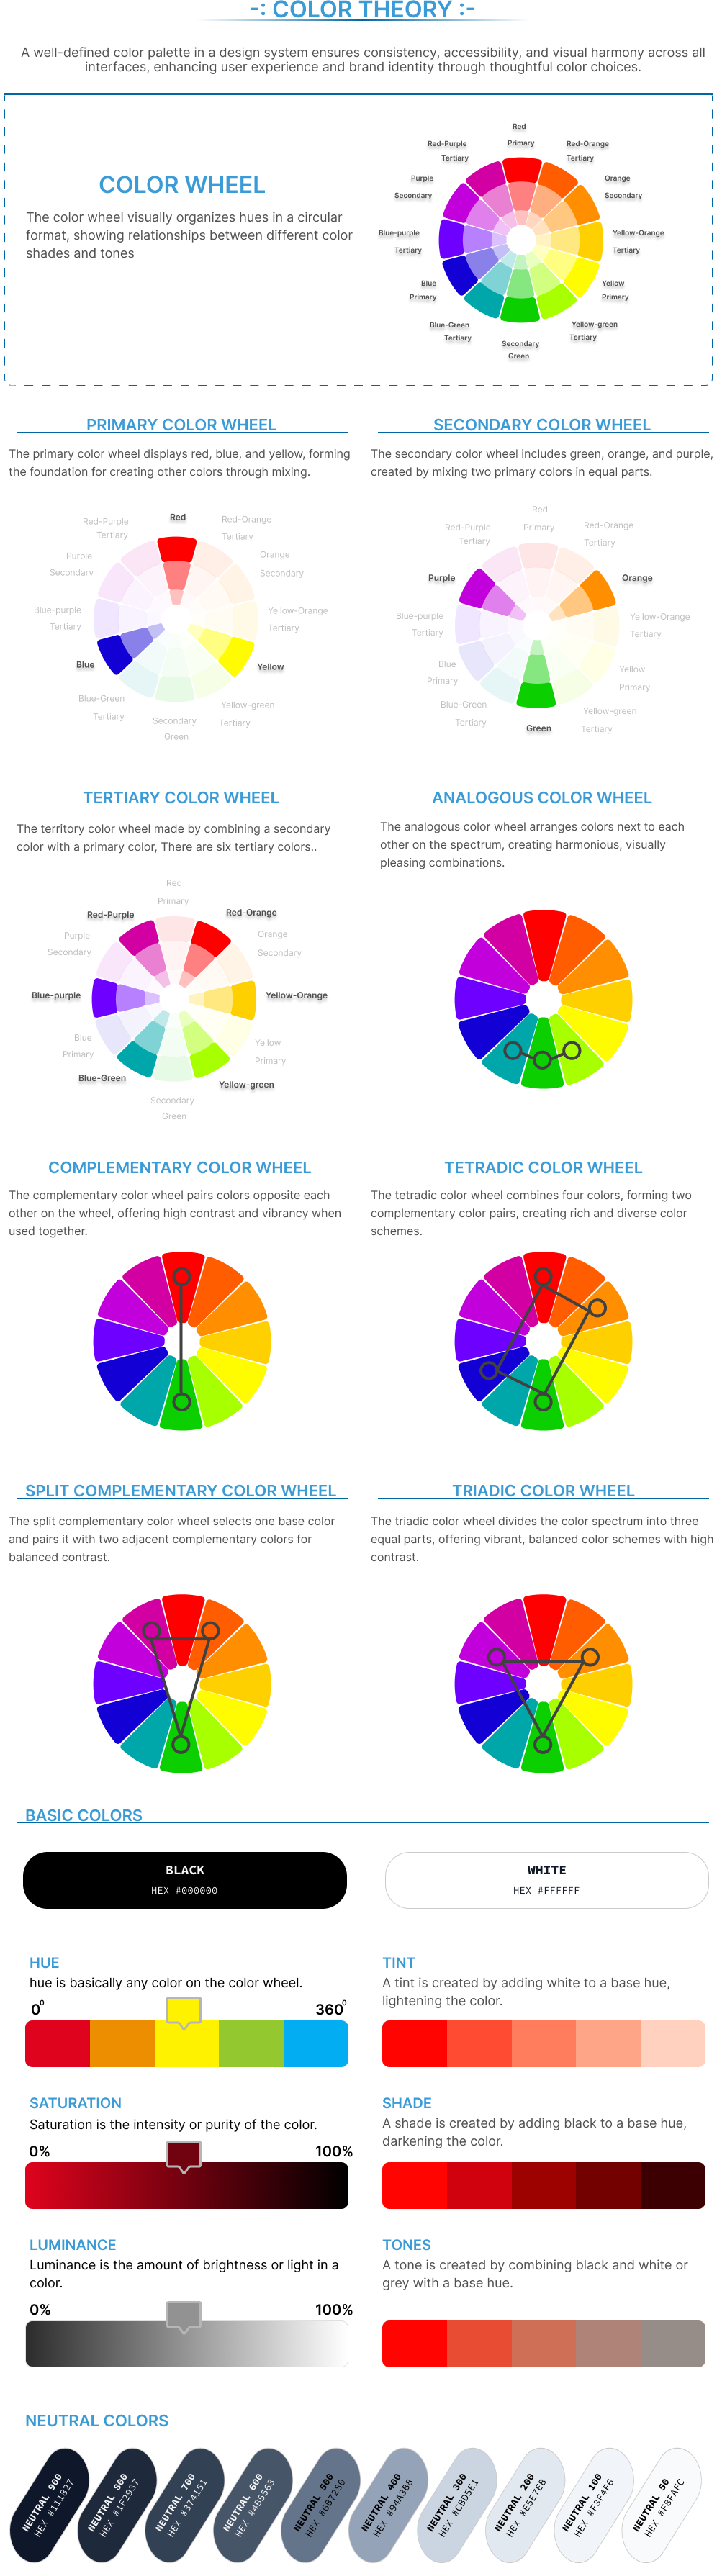 -: COLOR THEORY :-
A well-defined color palette in a design system ensures consistency, accessibility, and visual harmony across all
interfaces, enhancing user experience and brand identity through thoughtful color choices.
COLOR WHEEL
The color wheel visually organizes hues in a circular
format, showing relationships between different color
shades and tones
Red
Primary
Red-Purple
Tertiary
Red-Orange
Tertiary
Purple
Secondary
Orange
Secondary
Blue-purple
Tertiary
Yellow-Orange
Tertiary
Blue
Primary
Yellow
Primary
Blue-Green
Tertiary
Yellow-green
Tertiary
Secondary
Green
PRIMARY COLOR WHEEL
The primary color wheel displays red, blue, and yellow, forming
the foundation for creating other colors through mixing.
Red
Red-Purple
Tertiary
Red-Orange
Tertiary
Purple
Secondary
Orange
Secondary
Blue-purple
Tertiary
Yellow-Orange
Tertiary
Blue
Yellow
Blue-Green
Tertiary
Yellow-green
Tertiary
Secondary
Green
SECONDARY COLOR WHEEL
The secondary color wheel includes green, orange, and purple,
created by mixing two primary colors in equal parts.
Red
Primary
Red-Purple
Tertiary
Red-Orange
Tertiary
Purple
Orange
Blue-purple
Tertiary
Yellow-Orange
Tertiary
Blue
Primary
Yellow
Primary
Blue-Green
Tertiary
Yellow-green
Tertiary
Green
TERTIARY COLOR WHEEL
The territory color wheel made by combining a secondary
color with a primary color, There are six tertiary colors..
Red
Primary
Red-Purple
Red-Orange
Purple
Secondary
Orange
Secondary
Blue-purple
Yellow-Orange
Blue
Primary
Yellow
Primary
Blue-Green
Yellow-green
Secondary
Green
ANALOGOUS COLOR WHEEL
The analogous color wheel arranges colors next to each
other on the spectrum, creating harmonious, visually
pleasing combinations.
COMPLEMENTARY COLOR WHEEL
The complementary color wheel pairs colors opposite each
other on the wheel, offering high contrast and vibrancy when
used together.
TETRADIC COLOR WHEEL
The tetradic color wheel combines four colors, forming two
complementary color pairs, creating rich and diverse color
schemes.
SPLIT COMPLEMENTARY COLOR WHEEL
The split complementary color wheel selects one base color
and pairs it with two adjacent complementary colors for
balanced contrast.
TRIADIC COLOR WHEEL
The triadic color wheel divides the color spectrum into three
equal parts, offering vibrant, balanced color schemes with high
contrast.
BASIC COLORS
BLACK
HEX #000000
WHITE
HEX #FFFFFF
HUE
hue is basically any color on the color wheel.
0⁰
360⁰
TINT
A tint is created by adding white to a base hue,
lightening the color.
SATURATION
Saturation is the intensity or purity of the color.
0%
100%
SHADE
A shade is created by adding black to a base hue,
darkening the color.
LUMINANCE
Luminance is the amount of brightness or light in a
color.
0%
100%
TONES
A tone is created by combining black and white or
grey with a base hue.
NEUTRAL COLORS
NEUTRAL 900
HEX #111827
NEUTRAL 800
HEX #1F2937
NEUTRAL 700
HEX #374151
NEUTRAL 600
HEX #4B5563
NEUTRAL 500
HEX #6B7280
NEUTRAL 400
HEX #94A3B8
NEUTRAL 300
HEX #CBD5E1
NEUTRAL 200
HEX #E5E7EB
NEUTRAL 100
HEX #F3F4F6
NEUTRAL 50
HEX #F8FAFC